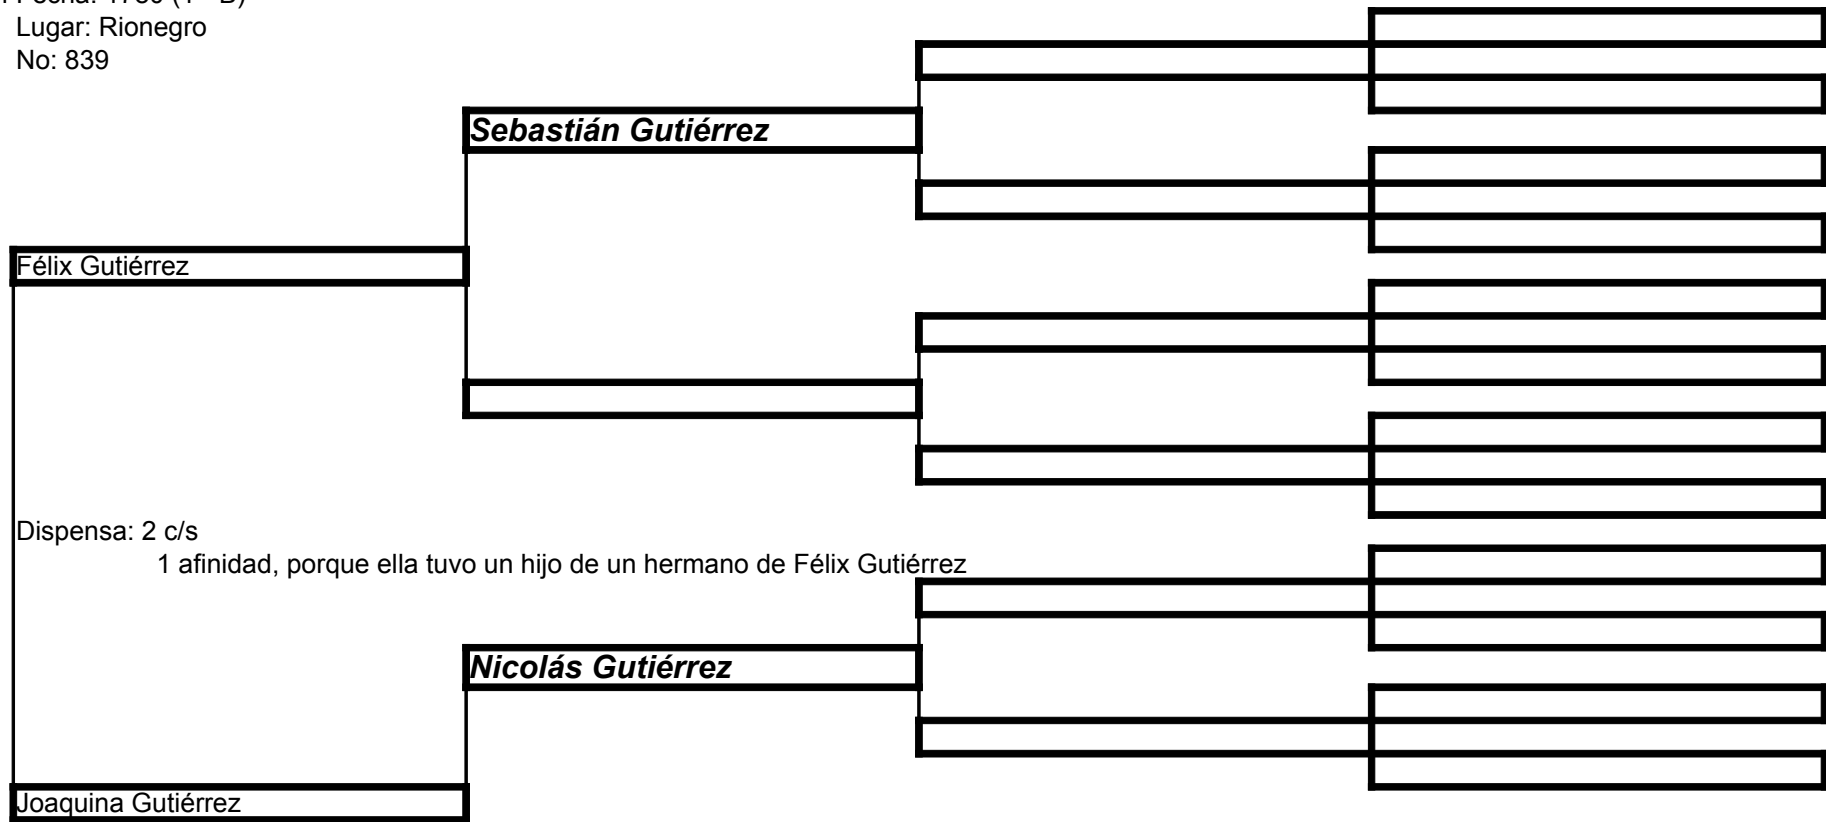 Lugar: Rionegro
No: 839
Sebastián Gutiérrez
Félix Gutiérrez
Dispensa: 2 c/s
1 afinidad, porque ella tuvo un hijo de un hermano de Félix Gutiérrez
Nicolás Gutiérrez
Joaquina Gutiérrez